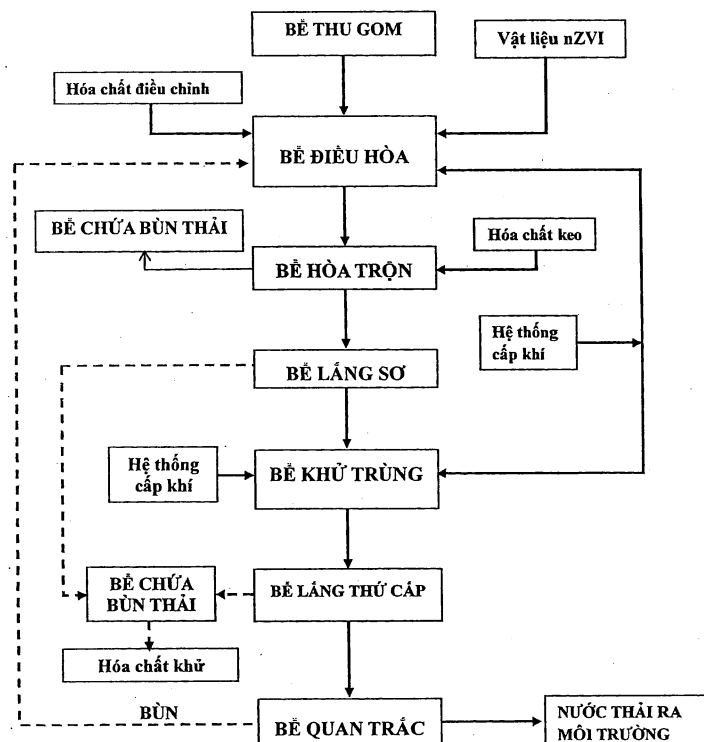 BỂ THU GOM
Vật liệu nZVI
Hóa chất điều chỉnh
BỂ ĐIỀU HÒA
BỂ CHỨA BÙN THẢI
Hóa chất keo
BỂ HÒA TRỘN
Hệ thống
cấp khí
BỂ LẮNG SƠ
Hệ thống
cấp khí
BỂ KHỬ TRÙNG
BỂ CHỨA
BÙN THẢI
BỂ LẮNG THỨ CẤP
Hóa chất khử
BÙN
BỂ QUAN TRẮC
NƯỚC THẢI RA
MÔI TRƯỜNG